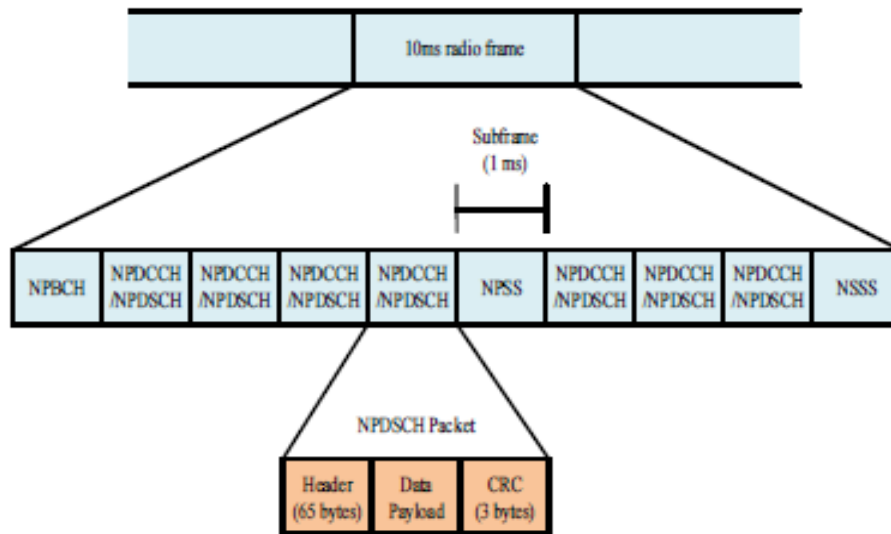 10ms radio frame
Subframe
(1 ms)
NPBCH
NPDCCH
/NPDSCH
NPDCCH
/NPDSCH
NPDCCH
/NPDSCH
NPDCCH
/NPDSCH
NPSS
NPDCCH
/NPDSCH
NPDCCH
/NPDSCH
NPDCCH
/NPDSCH
NSSS
NPDSCH Packet
Header
(65 bytes)
Data
Payload
CRC
(3 bytes)